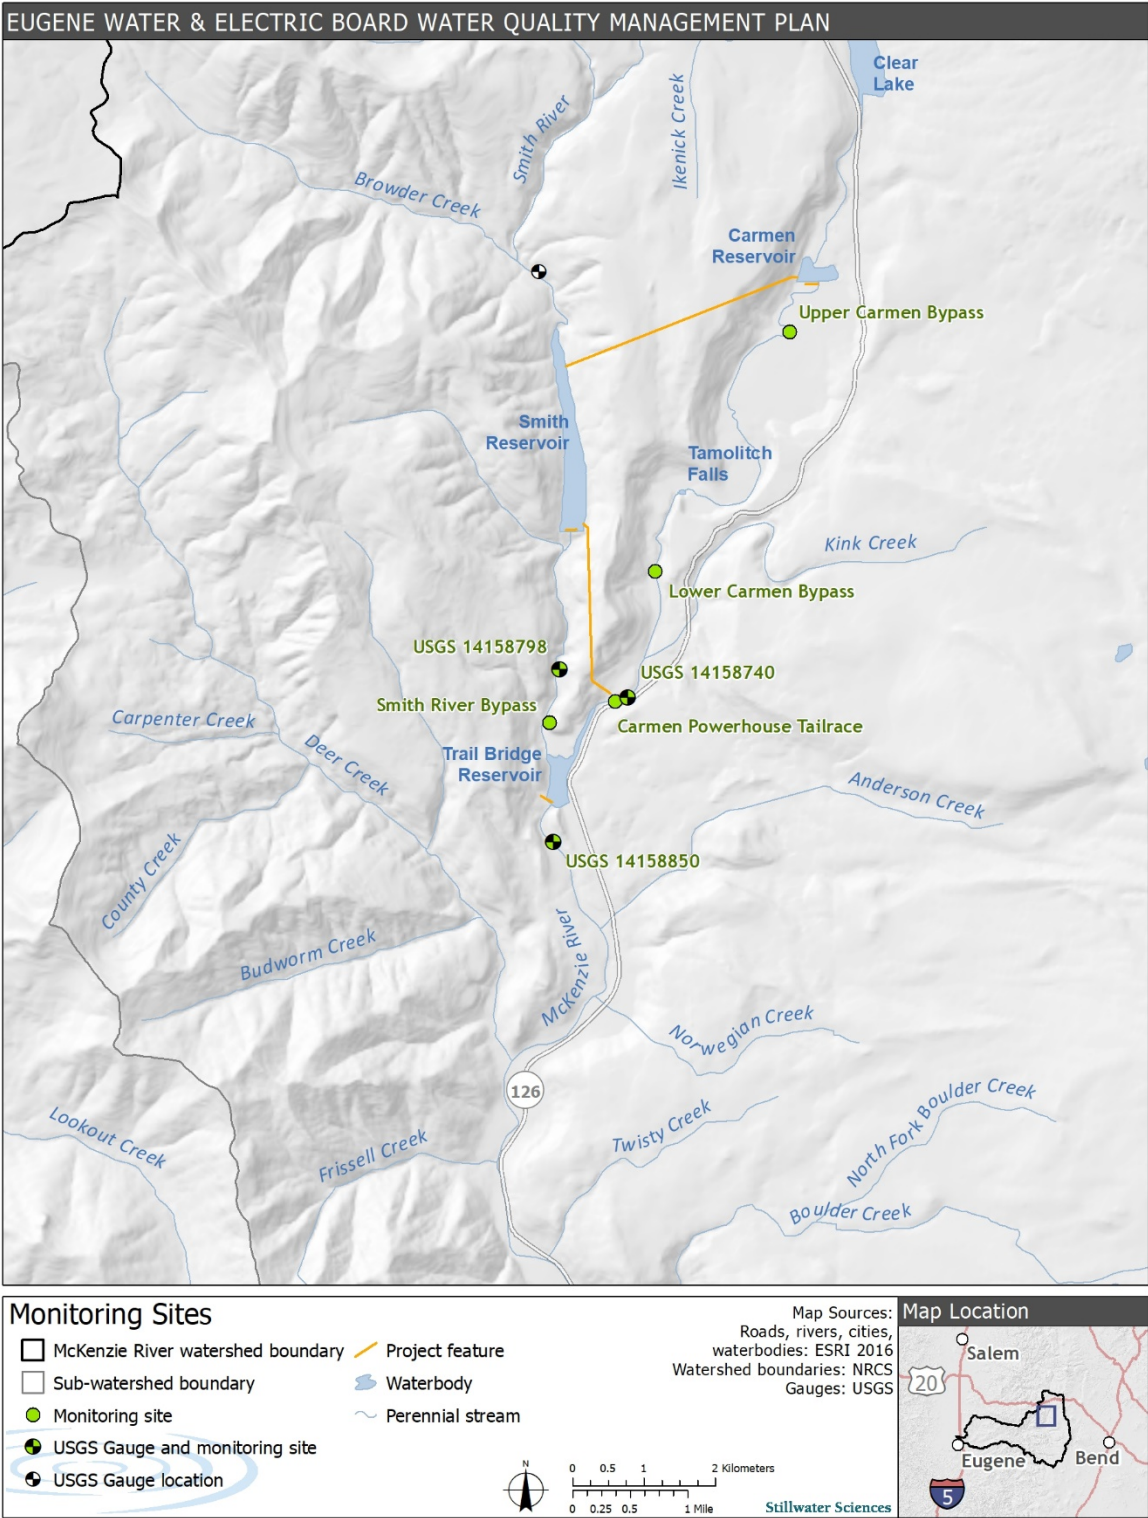 EUGENE WATER & ELECTRIC BOARD WATER QUALITY MANAGEMENT PLAN
Clear
Lake
Smith River
Ikenick Creek
Browder Creek
Carmen
Reservoir
Upper Carmen Bypass
Smith
Reservoir
Tamolitch
Falls
Kink Creek
Lower Carmen Bypass
USGS 14158798
USGS 14158740
Smith River Bypass
Carmen Powerhouse Tailrace
Carpenter Creek
Deer Creek
Trail Bridge
Reservoir
Anderson Creek
County Creek
USGS 14158850
Budworm Creek
McKenzie River
Norwegian Creek
126
Lookout Creek
Frissell Creek
Twisty Creek
North Fork Boulder Creek
Boulder Creek
Monitoring Sites
McKenzie River watershed boundary
Sub-watershed boundary
Monitoring site
USGS Gauge and monitoring site
USGS Gauge location
Project feature
Waterbody
Perennial stream
Map Sources:
Roads, rivers, cities,
waterbodies: ESRI 2016
Watershed boundaries: NRCS
Gauges: USGS
N
0 0.5 1 2 Kilometers
0 0.25 0.5 1 Mile
Stillwater Sciences
Map Location
Salem
20
Eugene
Bend
5